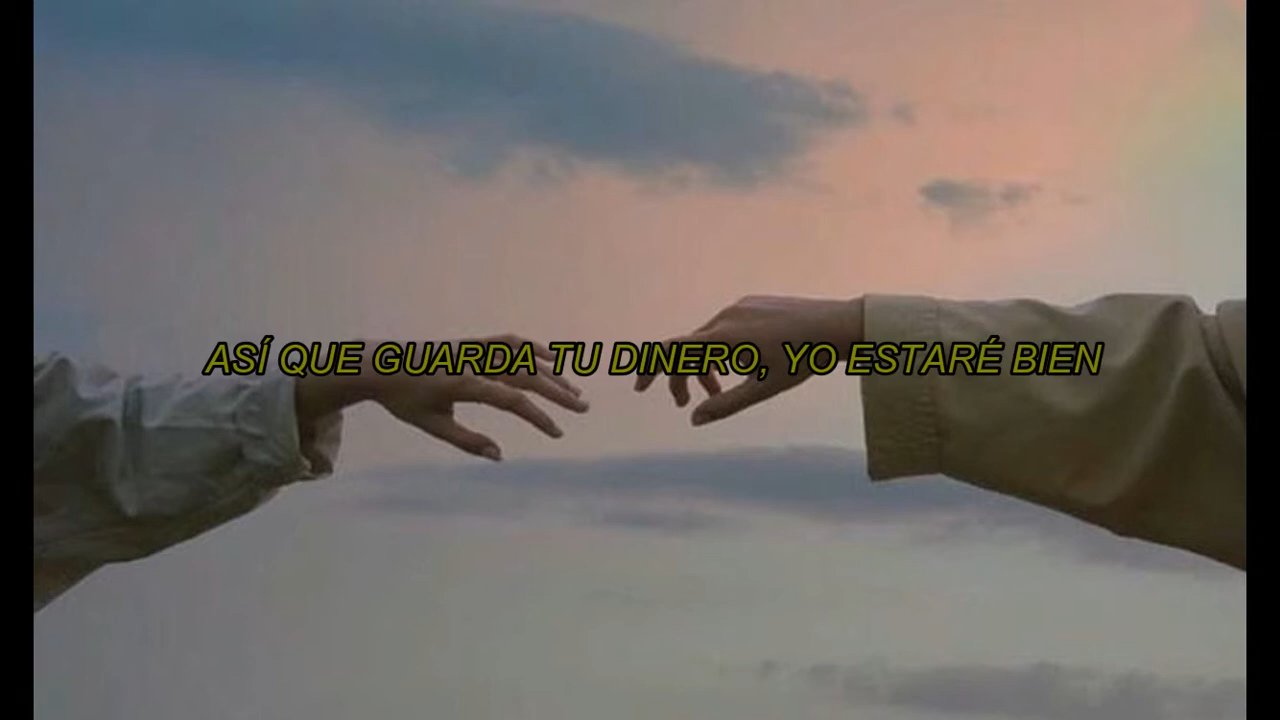 ASÍ QUE GUARDA TU DINERO, YO ESTARÉ BIEN